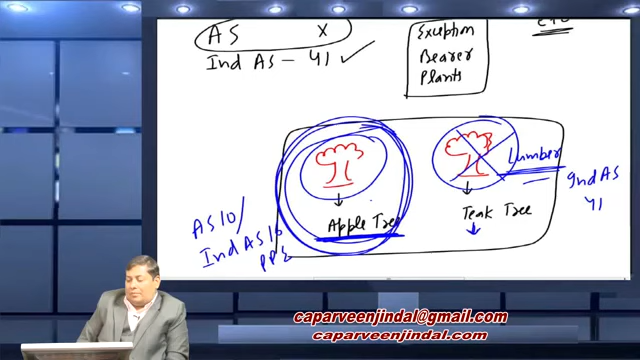 AS X
Ind AS - 41 ✓
Exception
Bearer
Plants
etc
Lumber
Apple Tree
Teak Tree
Ind AS
41
AS 10/
Ind AS 16
PPE
caparveenjindal@gmail.com
caparveenjindal.com